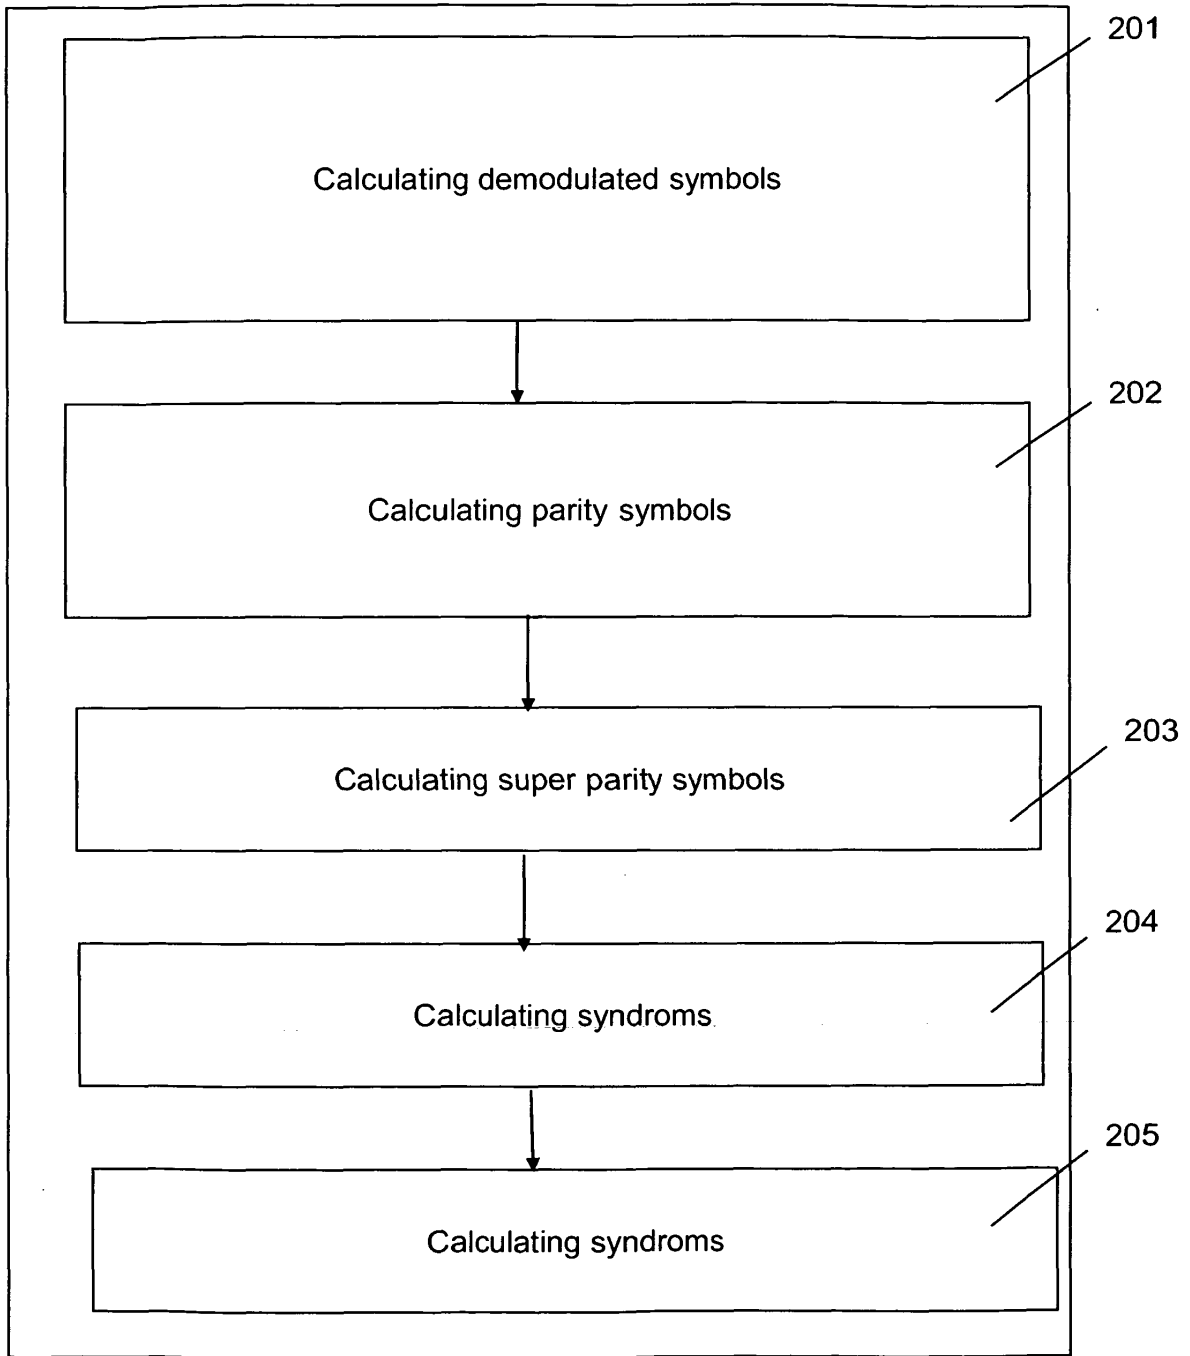 201
Calculating demodulated symbols
202
Calculating parity symbols
203
Calculating super parity symbols
204
Calculating syndroms
205
Calculating syndroms